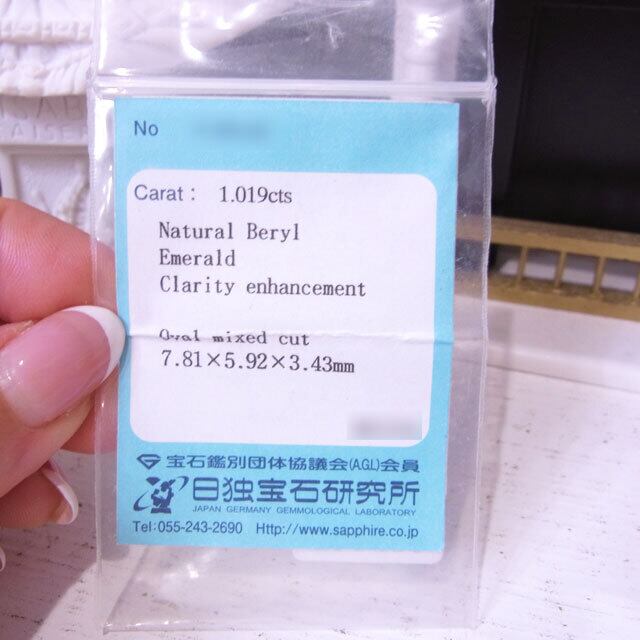 No
Carat : 1.019cts
Natural Beryl
Emerald
Clarity enhancement
Oval mixed cut
7.81×5.92×3.43mm
宝石鑑別団体協議会(AGL)会員
日独宝石研究所
JAPAN GERMANY GEMMOLOGICAL LABORATORY
Tel:055-243-2690 Http://www.sapphire.co.jp